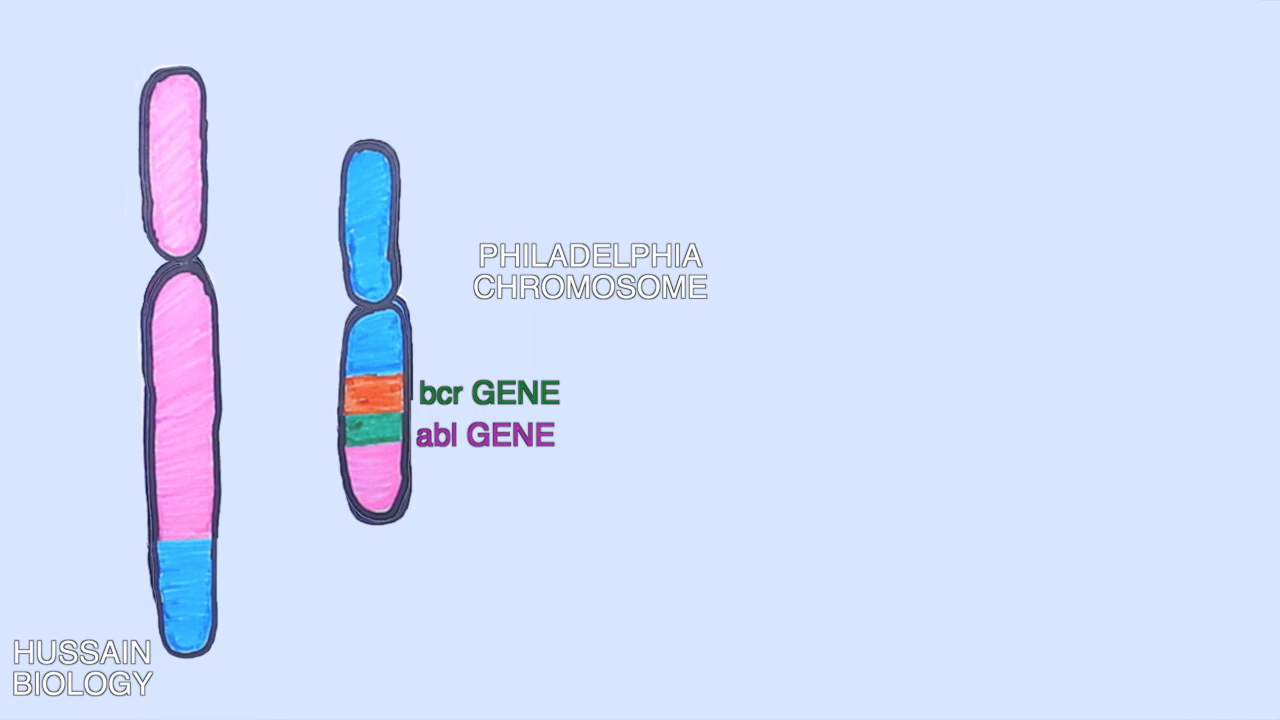 PHILADELPHIA
CHROMOSOME
bcr GENE
abl GENE
HUSSAIN
BIOLOGY